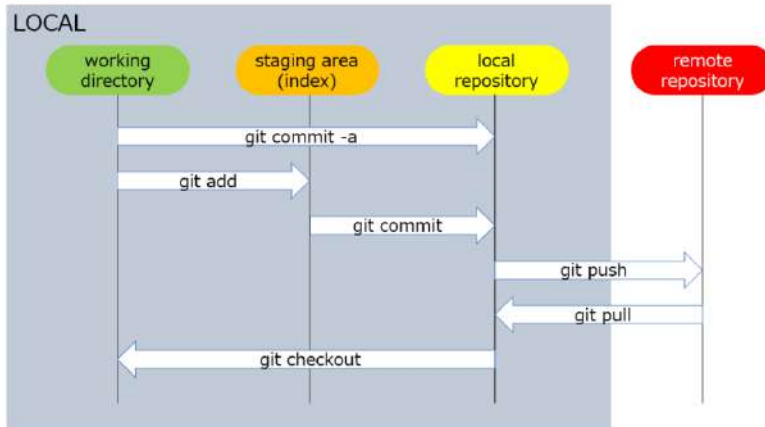 LOCAL
working
directory
staging area
(index)
local
repository
remote
repository
git commit -a
git add
git commit
git push
git pull
git checkout